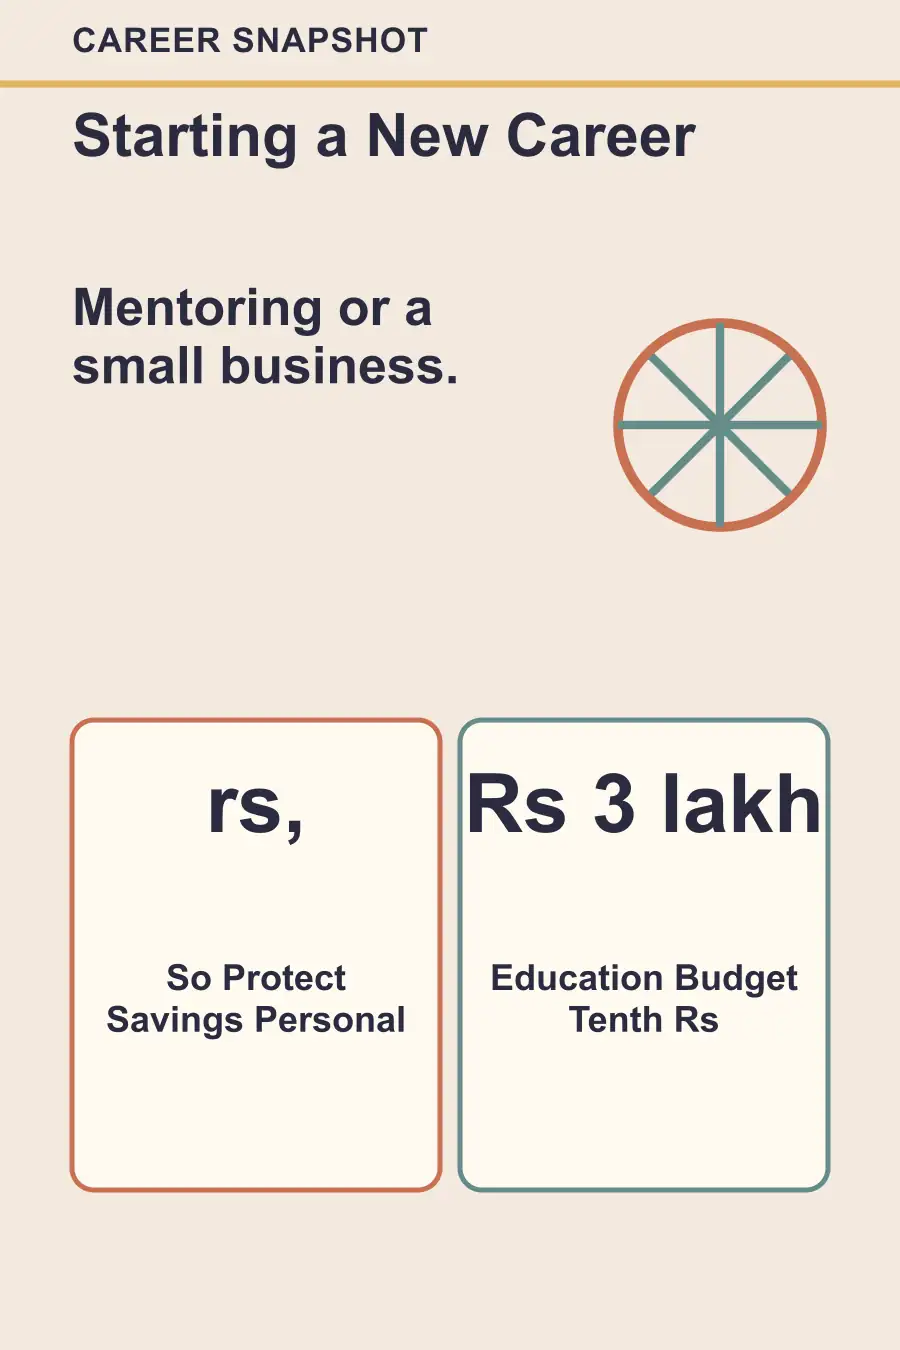 CAREER SNAPSHOT
Starting a New Career
Mentoring or a
small business.
rs,
So Protect
Savings Personal
Rs 3 lakh
Education Budget
Tenth Rs